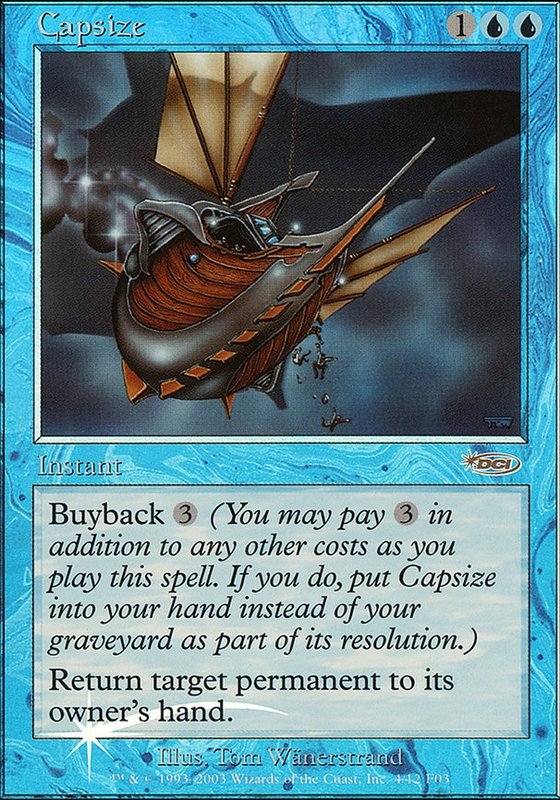 Capsize 1
Instant
DCI
Buyback 3 (You may pay 3 in
addition to any other costs as you
play this spell. If you do, put Capsize
into your hand instead of your
graveyard as part of its resolution.)
Return target permanent to its
owner's hand.
Illus. Tom Wänerstrand
™ & © 1993-2003 Wizards of the Coast, Inc. 4/12 F03